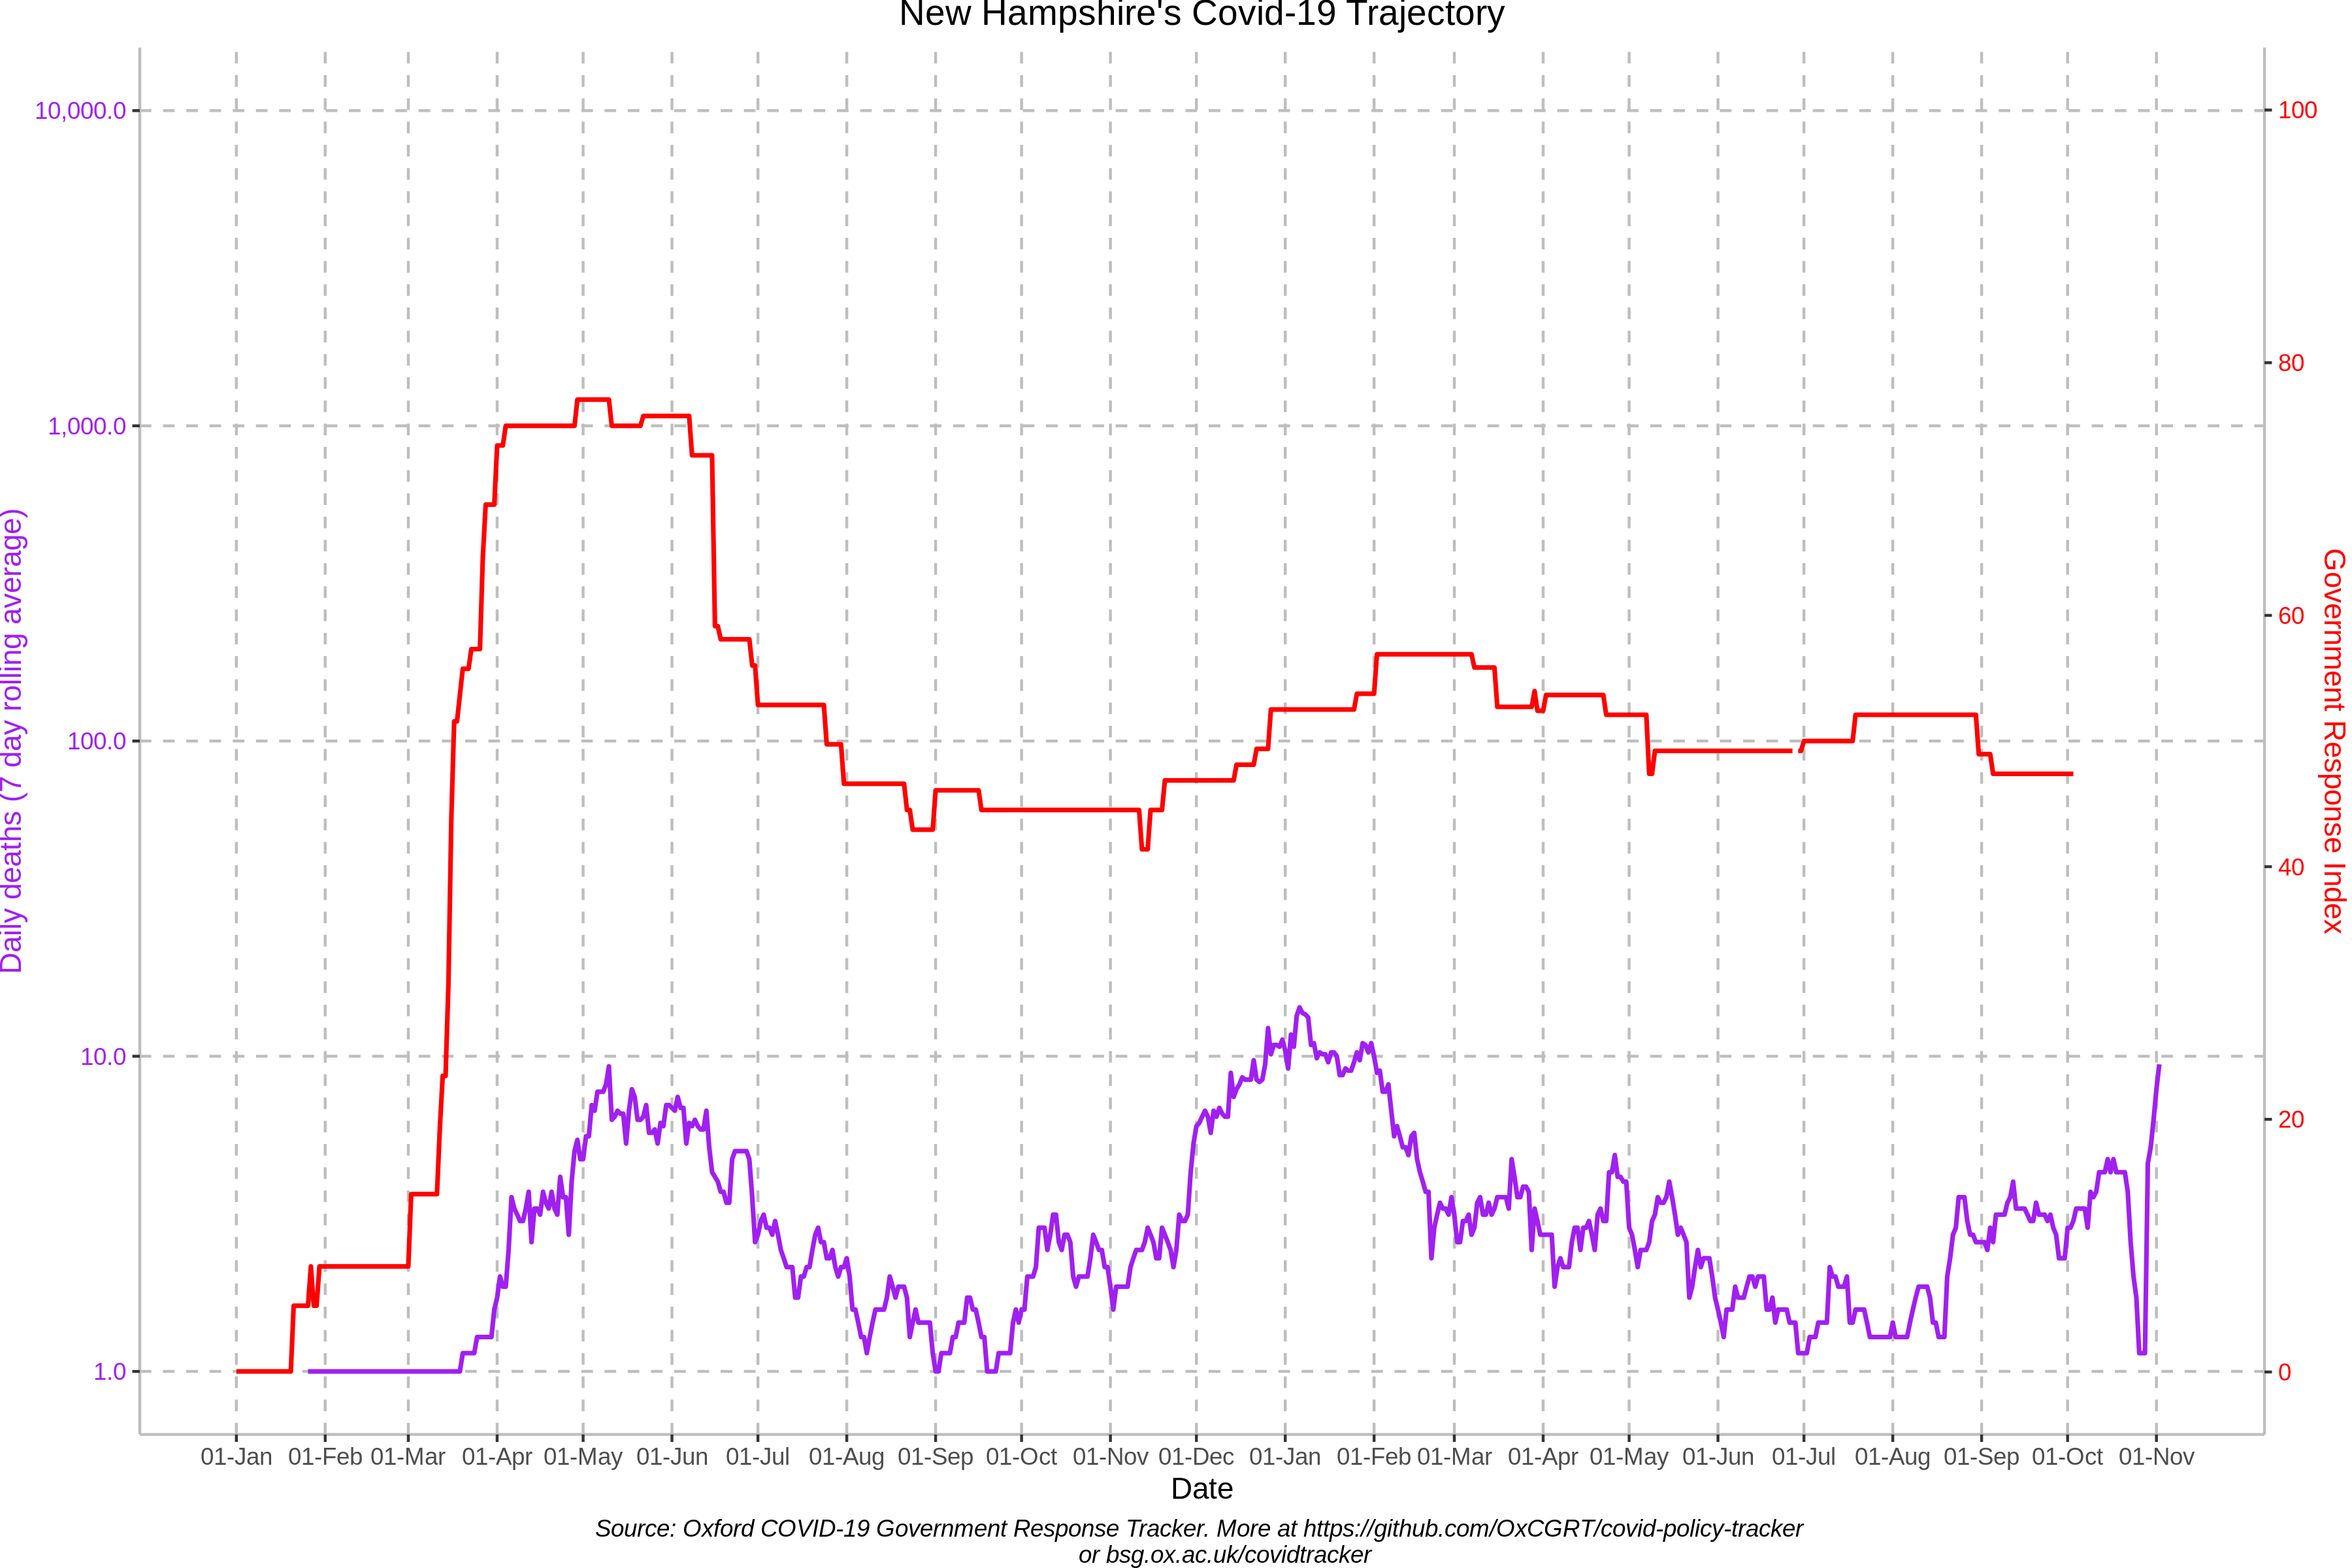 New Hampshire's Covid-19 Trajectory
10,000.0
1,000.0
100.0
10.0
1.0
Daily deaths (7 day rolling average)
100
80
60
40
20
0
Government Response Index
01-Jan 01-Feb 01-Mar 01-Apr 01-May 01-Jun 01-Jul 01-Aug 01-Sep 01-Oct 01-Nov 01-Dec 01-Jan 01-Feb 01-Mar 01-Apr 01-May 01-Jun 01-Jul 01-Aug 01-Sep 01-Oct 01-Nov
Date
Source: Oxford COVID-19 Government Response Tracker. More at https://github.com/OxCGRT/covid-policy-tracker
or bsg.ox.ac.uk/covidtracker